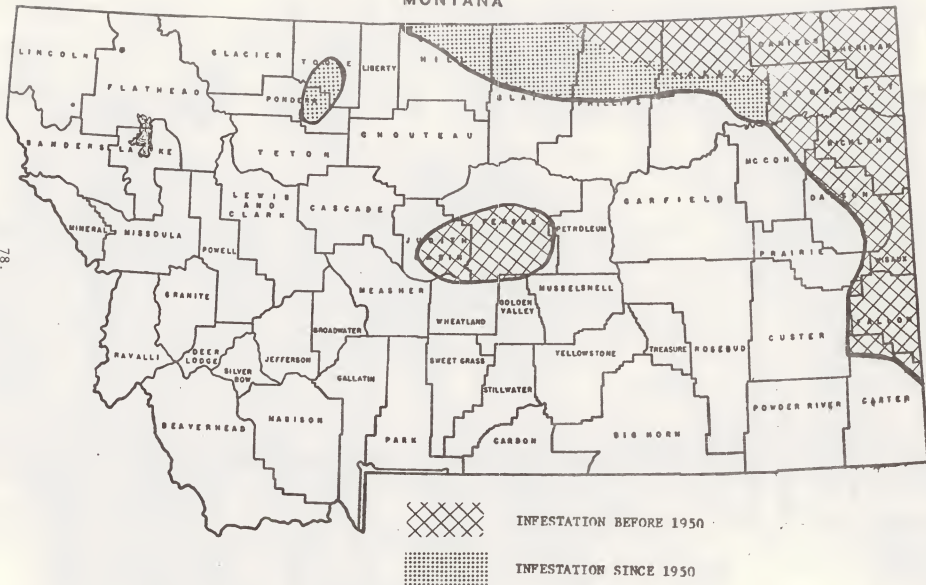 MONTANA
LINCOLN
FLATHEAD
GLACIER
TOOLE
PONDERA
LIBERTY
HILL
PHILLIPS
DANIELS
SHERIDAN
ROOSEVELT
SANDERS
LAKE
TETON
CHOUTEAU
RICHLAND
MCCONE
DAWSON
LEWIS
AND
CLARK
CASCADE
JUDITH
BASIN
FERGUS
PETROLEUM
GARFIELD
PRAIRIE
WIBAUX
FALLON
MINERAL
MISSOULA
POWELL
MEAGHER
WHEATLAND
GOLDEN
VALLEY
MUSSELSHELL
GRANITE
BROADWATER
RAVALLI
DEER
LODGE
SILVER
BOW
JEFFERSON
GALLATIN
SWEET GRASS
STILLWATER
YELLOWSTONE
TREASURE
ROSEBUD
CUSTER
BEAVERHEAD
MADISON
PARK
CARBON
BIG HORN
POWDER RIVER
CARTER
INFESTATION BEFORE 1950
INFESTATION SINCE 1950
78.